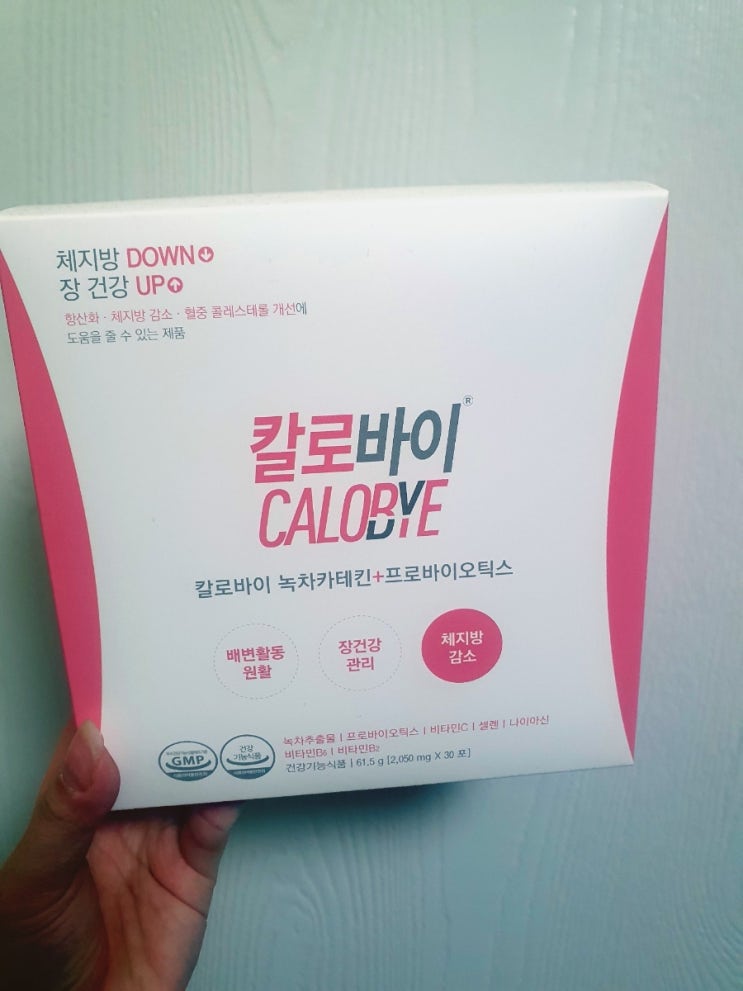 체지방 DOWN
장 건강 UP
항산화 · 체지방 감소 · 혈중 콜레스테롤 개선에
도움을 줄 수 있는 제품
칼로바이®
CALOBYE
칼로바이 녹차카테킨+프로바이오틱스
배변활동
원활
장건강
관리
체지방
감소
GMP
건강
기능식품
녹차추출물 | 프로바이오틱스 | 비타민C | 셀렌 | 나이아신
비타민B₆ | 비타민B₂
건강기능식품 | 61.5 g [2,050 mg X 30 포]